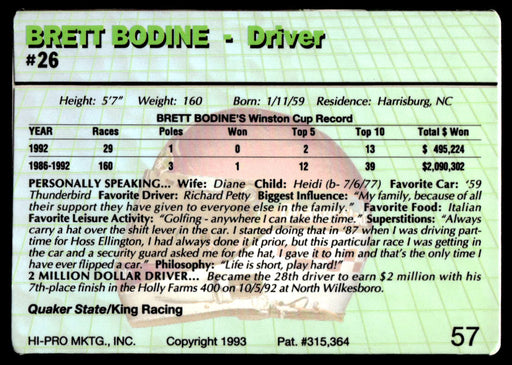 BRETT BODINE - Driver
#26
Height: 5'7" Weight: 160 Born: 1/11/59 Residence: Harrisburg, NC
BRETT BODINE'S Winston Cup Record
YEAR Races Poles Won Top 5 Top 10 Total $ Won
1992 29 1 0 2 13 $ 495,224
1986-1992 160 3 1 12 39 $2,090,302
PERSONALLY SPEAKING... Wife: Diane Child: Heidi (b- 7/6/77) Favorite Car: '59
Thunderbird Favorite Driver: Richard Petty Biggest Influence: "My family, because of all
their support they have given to everyone else in the family." Favorite Food: Italian
Favorite Leisure Activity: "Golfing - anywhere I can take the time." Superstitions: "Always
carry a hat over the shift lever in the car. I started doing that in '87 when I was driving part-
time for Hoss Ellington, I had always done it prior, but this particular race I was getting in
the car and a security guard asked me for the hat, I gave it to him and that's the only time I
have ever flipped a car." Philosophy: "Life is short, play hard!"
2 MILLION DOLLAR DRIVER... Became the 28th driver to earn $2 million with his
7th-place finish in the Holly Farms 400 on 10/5/92 at North Wilkesboro.
Quaker State/King Racing
57
HI-PRO MKTG., INC. Copyright 1993 Pat. #315,364